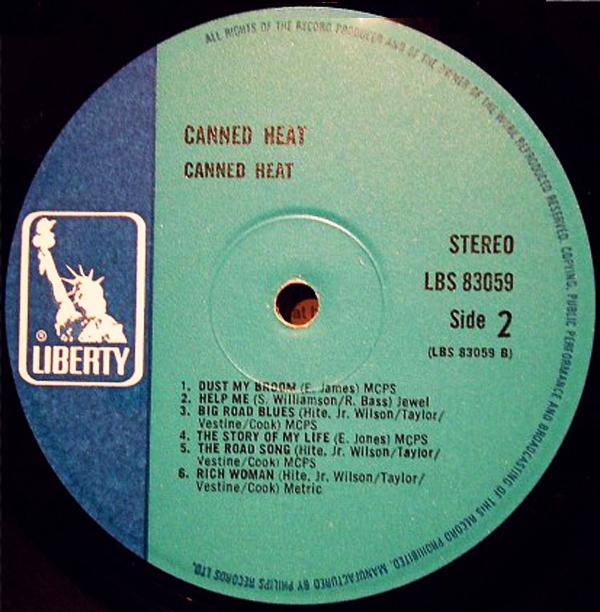 ALL RIGHTS OF THE RECORD PRODUCER AND OF THE OWNER OF THE WORK REPRODUCED RESERVED. COPYING, PUBLIC PERFORMANCE AND BROADCASTING OF THIS RECORD PROHIBITED. MANUFACTURED BY PHILIPS RECORDS LTD.
CANNED HEAT
CANNED HEAT
STEREO
LBS 83059
Side 2
(LBS 83059 B)
® LIBERTY
1. DUST MY BROOM (E. James) MCPS
2. HELP ME (S. Williamson/R. Bass) Jewel
3. BIG ROAD BLUES (Hite, Jr. Wilson/Taylor/
Vestine/Cook) MCPS
4. THE STORY OF MY LIFE (E. Jones) MCPS
5. THE ROAD SONG (Hite, Jr. Wilson/Taylor/
Vestine/Cook) MCPS
6. RICH WOMAN (Hite, Jr. Wilson/Taylor/
Vestine/Cook) Metric